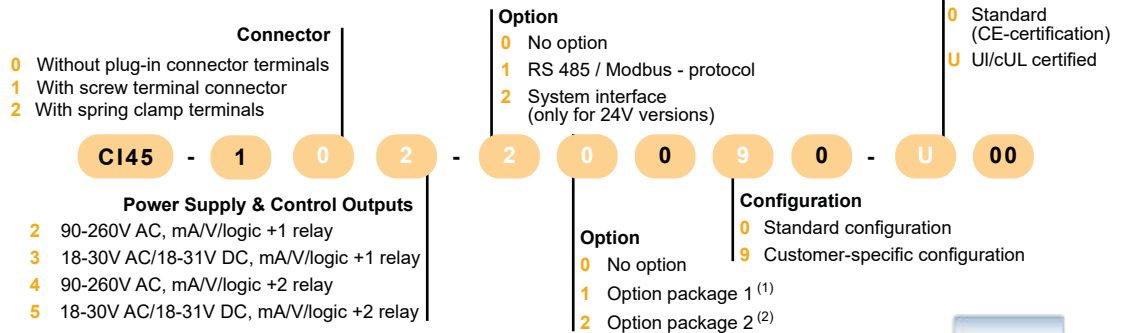 Connector
0 Without plug-in connector terminals
1 With screw terminal connector
2 With spring clamp terminals
Option
0 No option
1 RS 485 / Modbus - protocol
2 System interface
(only for 24V versions)
0 Standard
(CE-certification)
U Ul/cUL certified
CI45 - 1 0 2 - 2 0 0 9 0 - U 00
Power Supply & Control Outputs
2 90-260V AC, mA/V/logic +1 relay
3 18-30V AC/18-31V DC, mA/V/logic +1 relay
4 90-260V AC, mA/V/logic +2 relay
5 18-30V AC/18-31V DC, mA/V/logic +2 relay
Option
0 No option
1 Option package 1 (1)
2 Option package 2 (2)
Configuration
0 Standard configuration
9 Customer-specific configuration